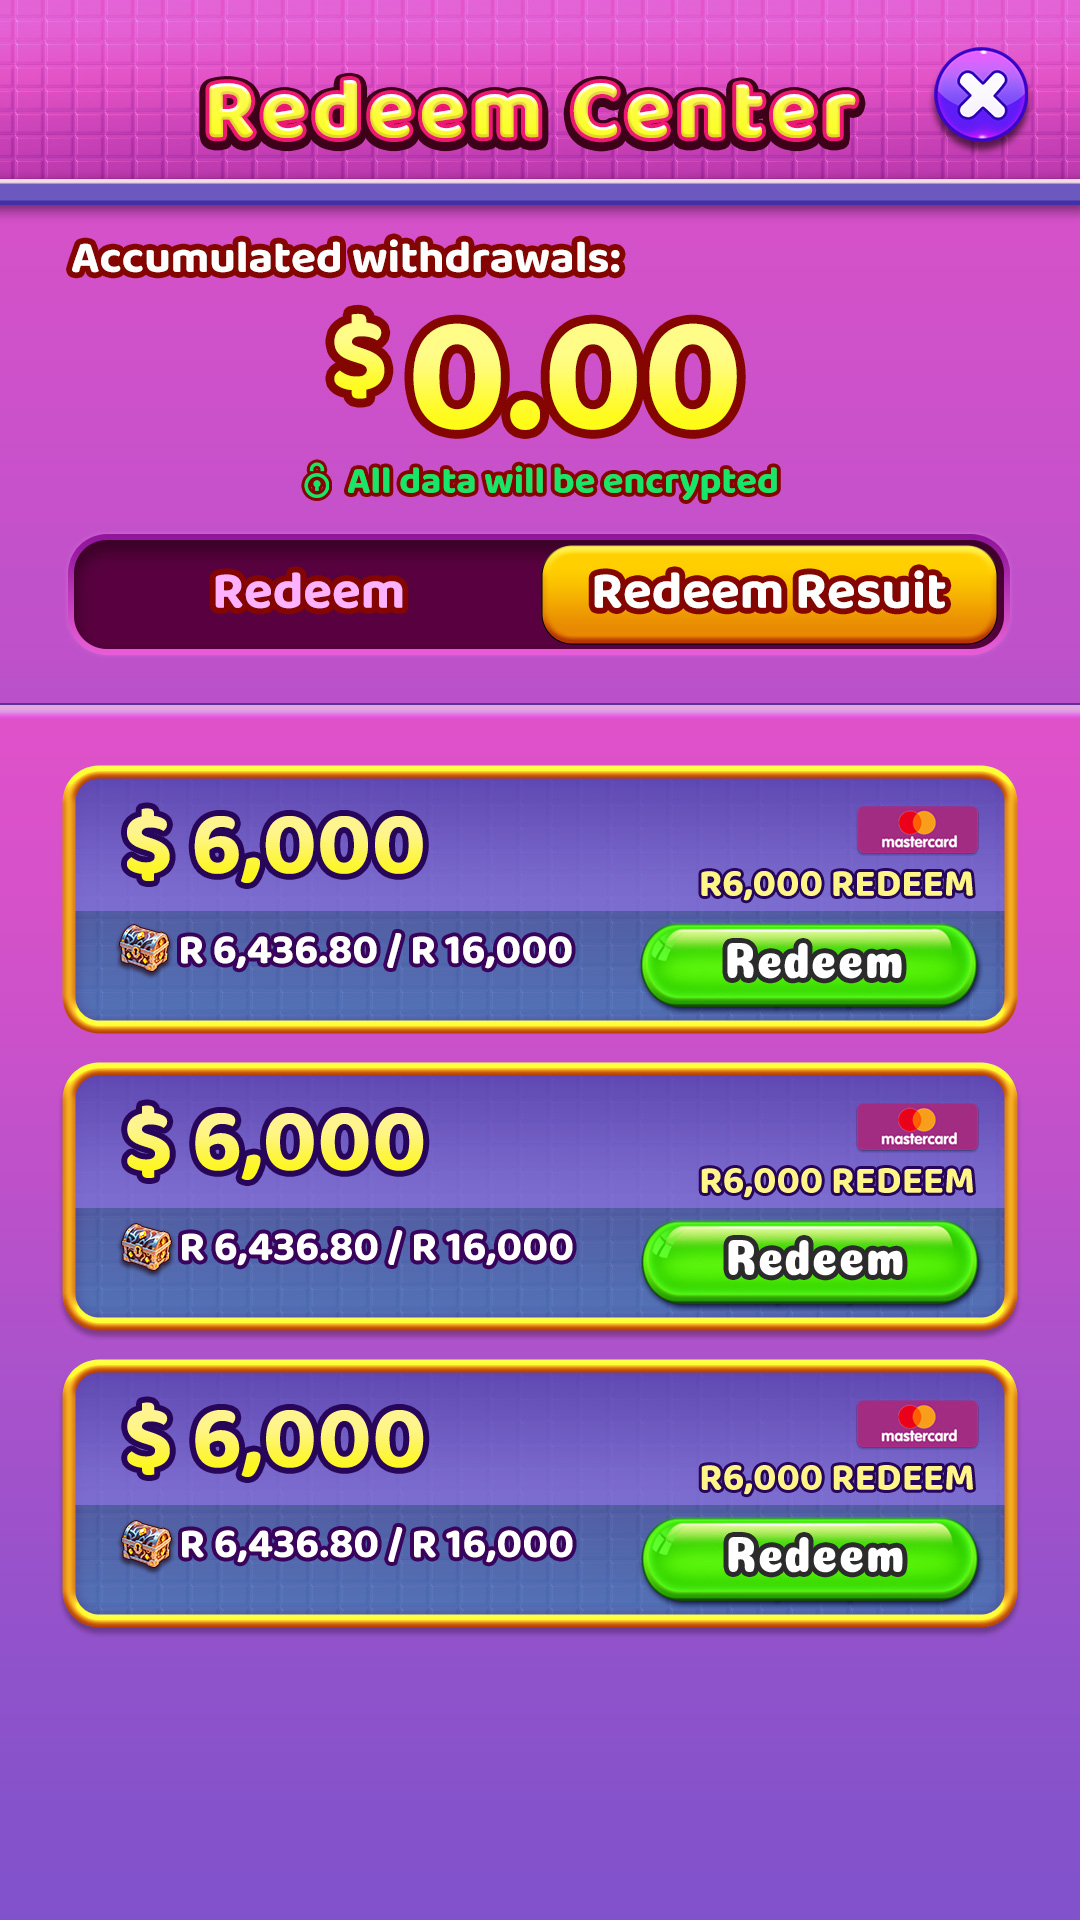 Redeem Center
Accumulated withdrawals:
$0.00
All data will be encrypted
Redeem
Redeem Resuit
$ 6,000
mastercard
R6,000 REDEEM
R 6,436.80 / R 16,000
Redeem
$ 6,000
mastercard
R6,000 REDEEM
R 6,436.80 / R 16,000
Redeem
$ 6,000
mastercard
R6,000 REDEEM
R 6,436.80 / R 16,000
Redeem